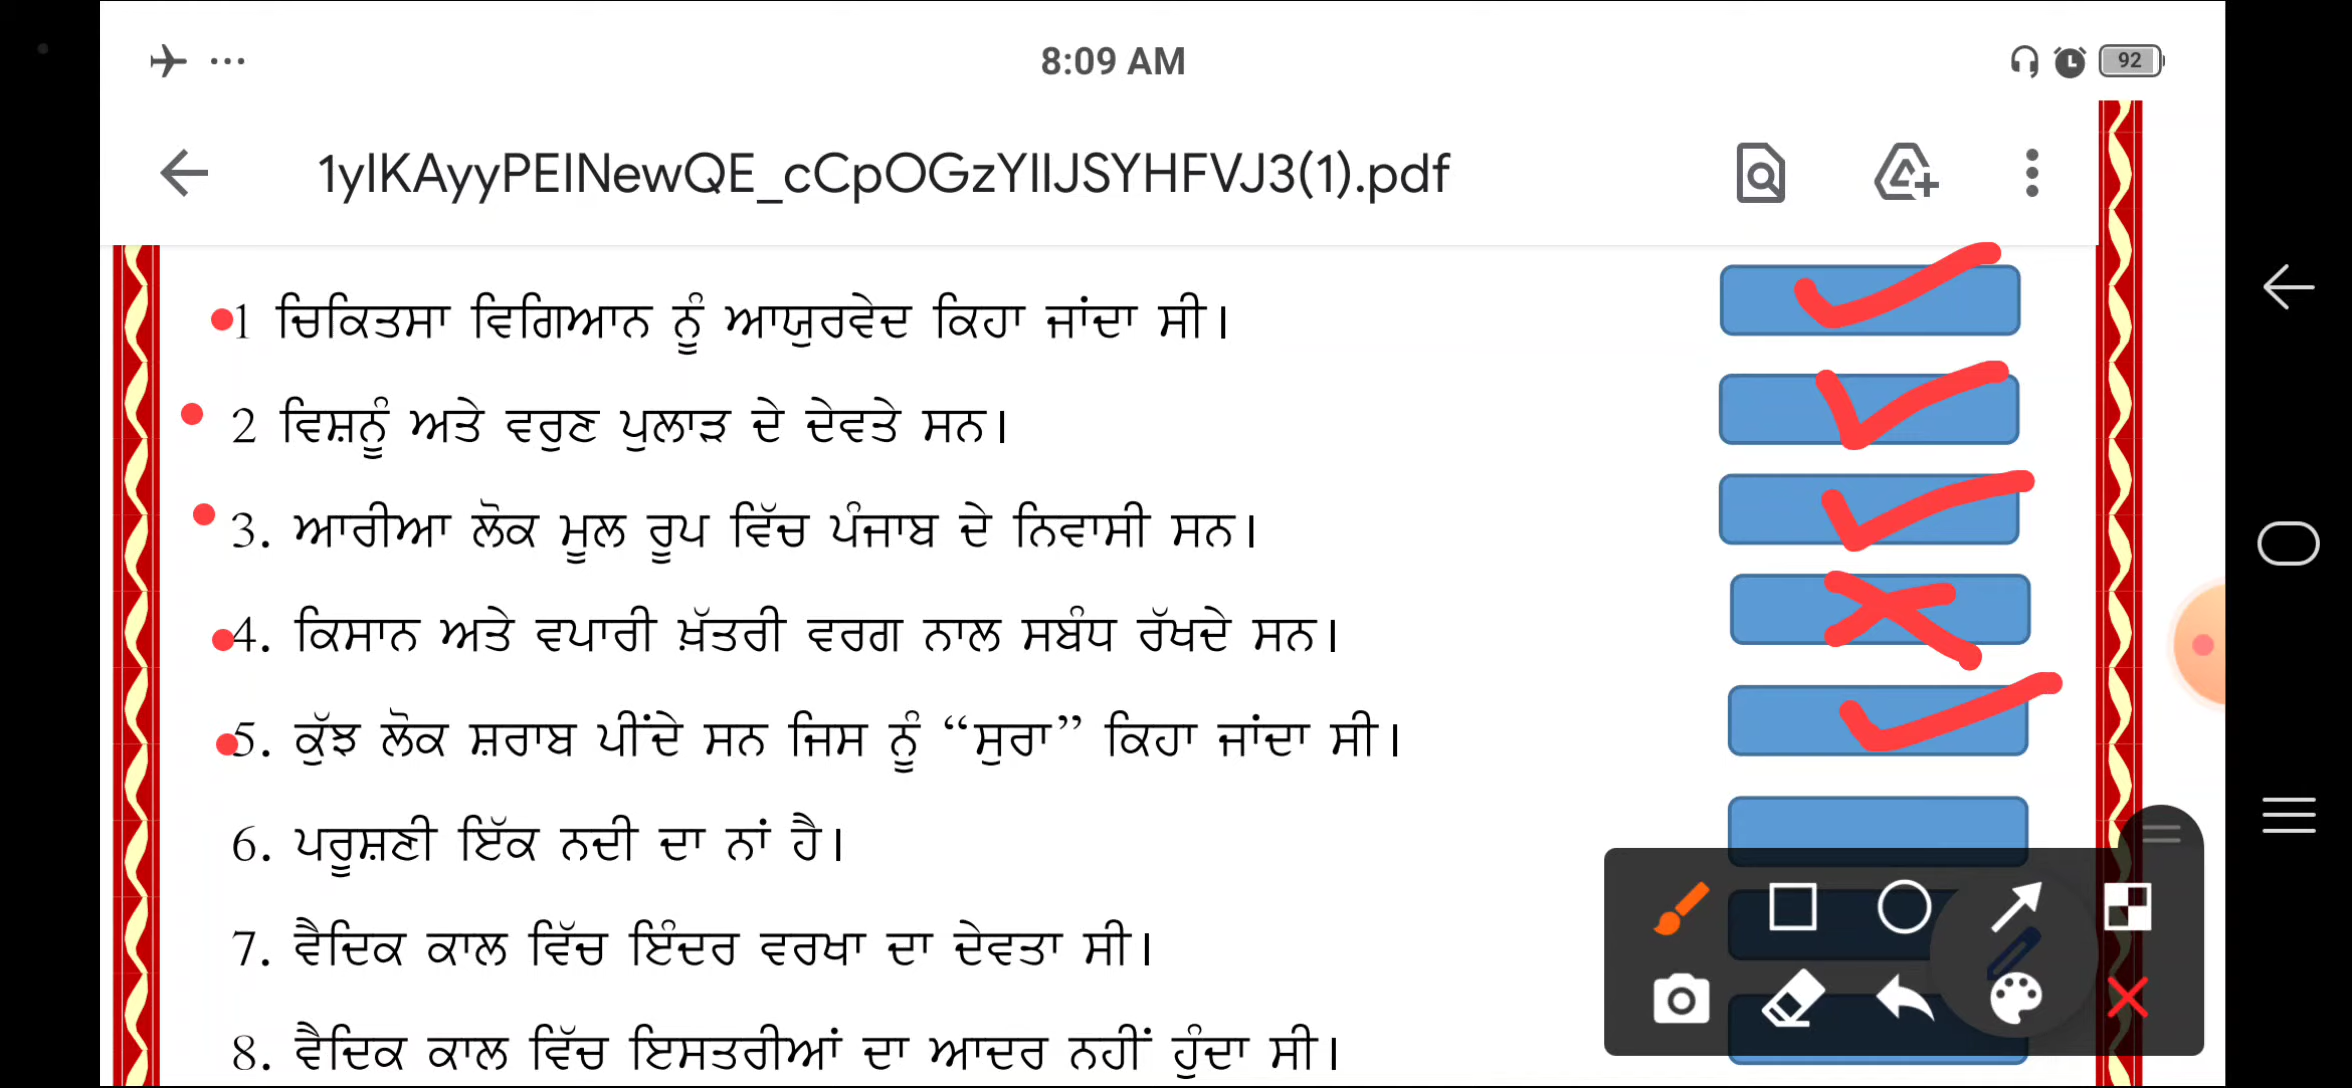 8:09 AM
92
1yIKAyyPEINewQE_cCpOGzYIIJSYHFVJ3(1).pdf
1 ਚਿਕਿਤਸਾ ਵਿਗਿਆਨ ਨੂੰ ਆਯੁਰਵੇਦ ਕਿਹਾ ਜਾਂਦਾ ਸੀ।
2 ਵਿਸ਼ਨੂੰ ਅਤੇ ਵਰੁਣ ਪੁਲਾੜ ਦੇ ਦੇਵਤੇ ਸਨ।
3. ਆਰੀਆ ਲੋਕ ਮੂਲ ਰੂਪ ਵਿੱਚ ਪੰਜਾਬ ਦੇ ਨਿਵਾਸੀ ਸਨ।
4. ਕਿਸਾਨ ਅਤੇ ਵਪਾਰੀ ਖ਼ੱਤਰੀ ਵਰਗ ਨਾਲ ਸਬੰਧ ਰੱਖਦੇ ਸਨ।
5. ਕੁੱਝ ਲੋਕ ਸ਼ਰਾਬ ਪੀਂਦੇ ਸਨ ਜਿਸ ਨੂੰ “ਸੁਰਾ” ਕਿਹਾ ਜਾਂਦਾ ਸੀ।
6. ਪਰੂਸ਼ਣੀ ਇੱਕ ਨਦੀ ਦਾ ਨਾਂ ਹੈ।
7. ਵੈਦਿਕ ਕਾਲ ਵਿੱਚ ਇੰਦਰ ਵਰਖਾ ਦਾ ਦੇਵਤਾ ਸੀ।
8. ਵੈਦਿਕ ਕਾਲ ਵਿੱਚ ਇਸਤਰੀਆਂ ਦਾ ਆਦਰ ਨਹੀਂ ਹੁੰਦਾ ਸੀ।